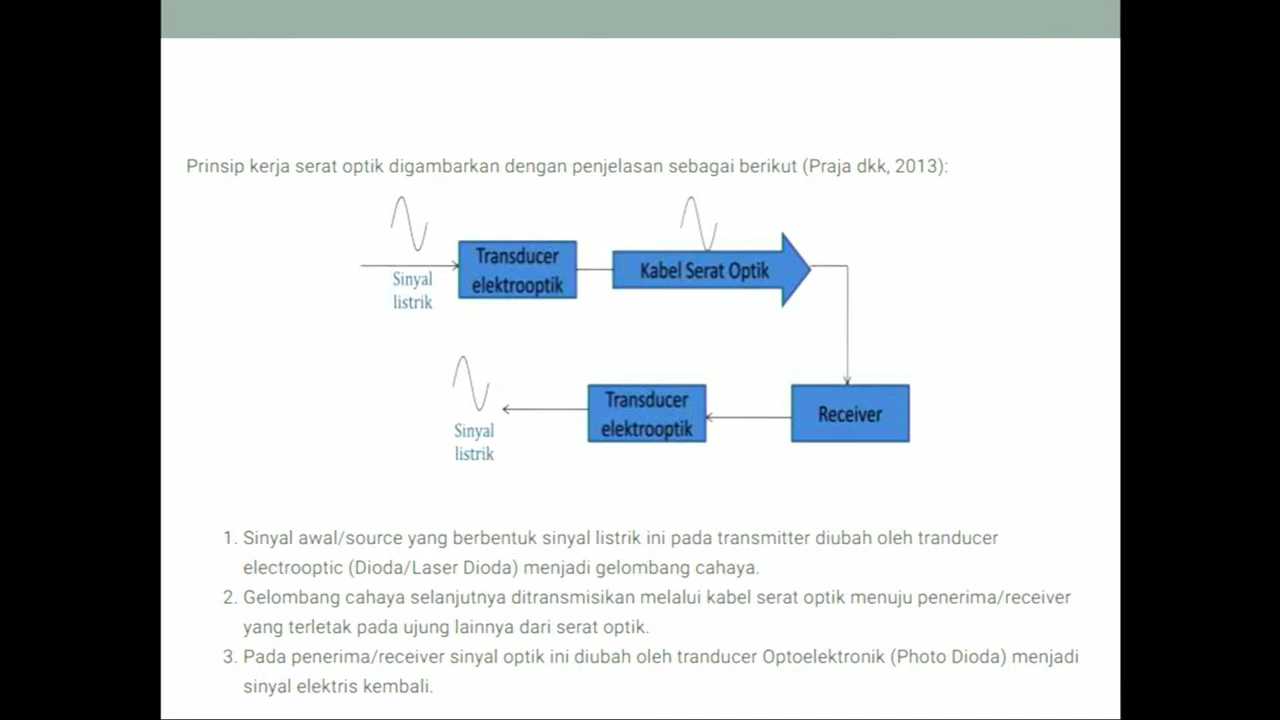 Prinsip kerja serat optik digambarkan dengan penjelasan sebagai berikut (Praja dkk, 2013):
Sinyal
listrik
Transducer
elektrooptik
Kabel Serat Optik
Sinyal
listrik
Transducer
elektrooptik
Receiver
1. Sinyal awal/source yang berbentuk sinyal listrik ini pada transmitter diubah oleh tranducer
electrooptic (Dioda/Laser Dioda) menjadi gelombang cahaya.
2. Gelombang cahaya selanjutnya ditransmisikan melalui kabel serat optik menuju penerima/receiver
yang terletak pada ujung lainnya dari serat optik.
3. Pada penerima/receiver sinyal optik ini diubah oleh tranducer Optoelektronik (Photo Dioda) menjadi
sinyal elektris kembali.